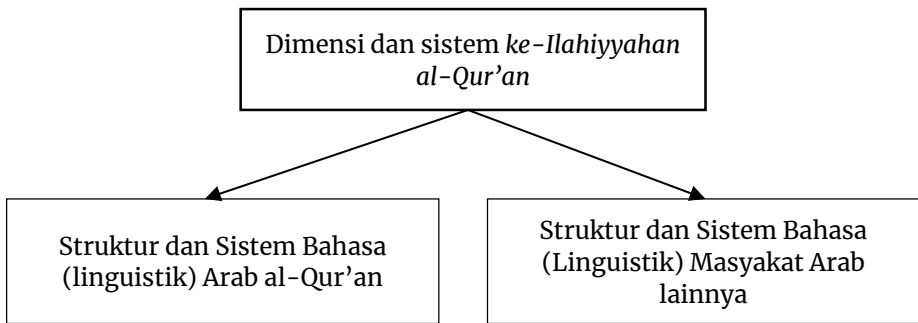 Dimensi dan sistem ke-Ilahiyyahan
al-Qur’an
Struktur dan Sistem Bahasa
(linguistik) Arab al-Qur’an
Struktur dan Sistem Bahasa
(Linguistik) Masyakat Arab
lainnya